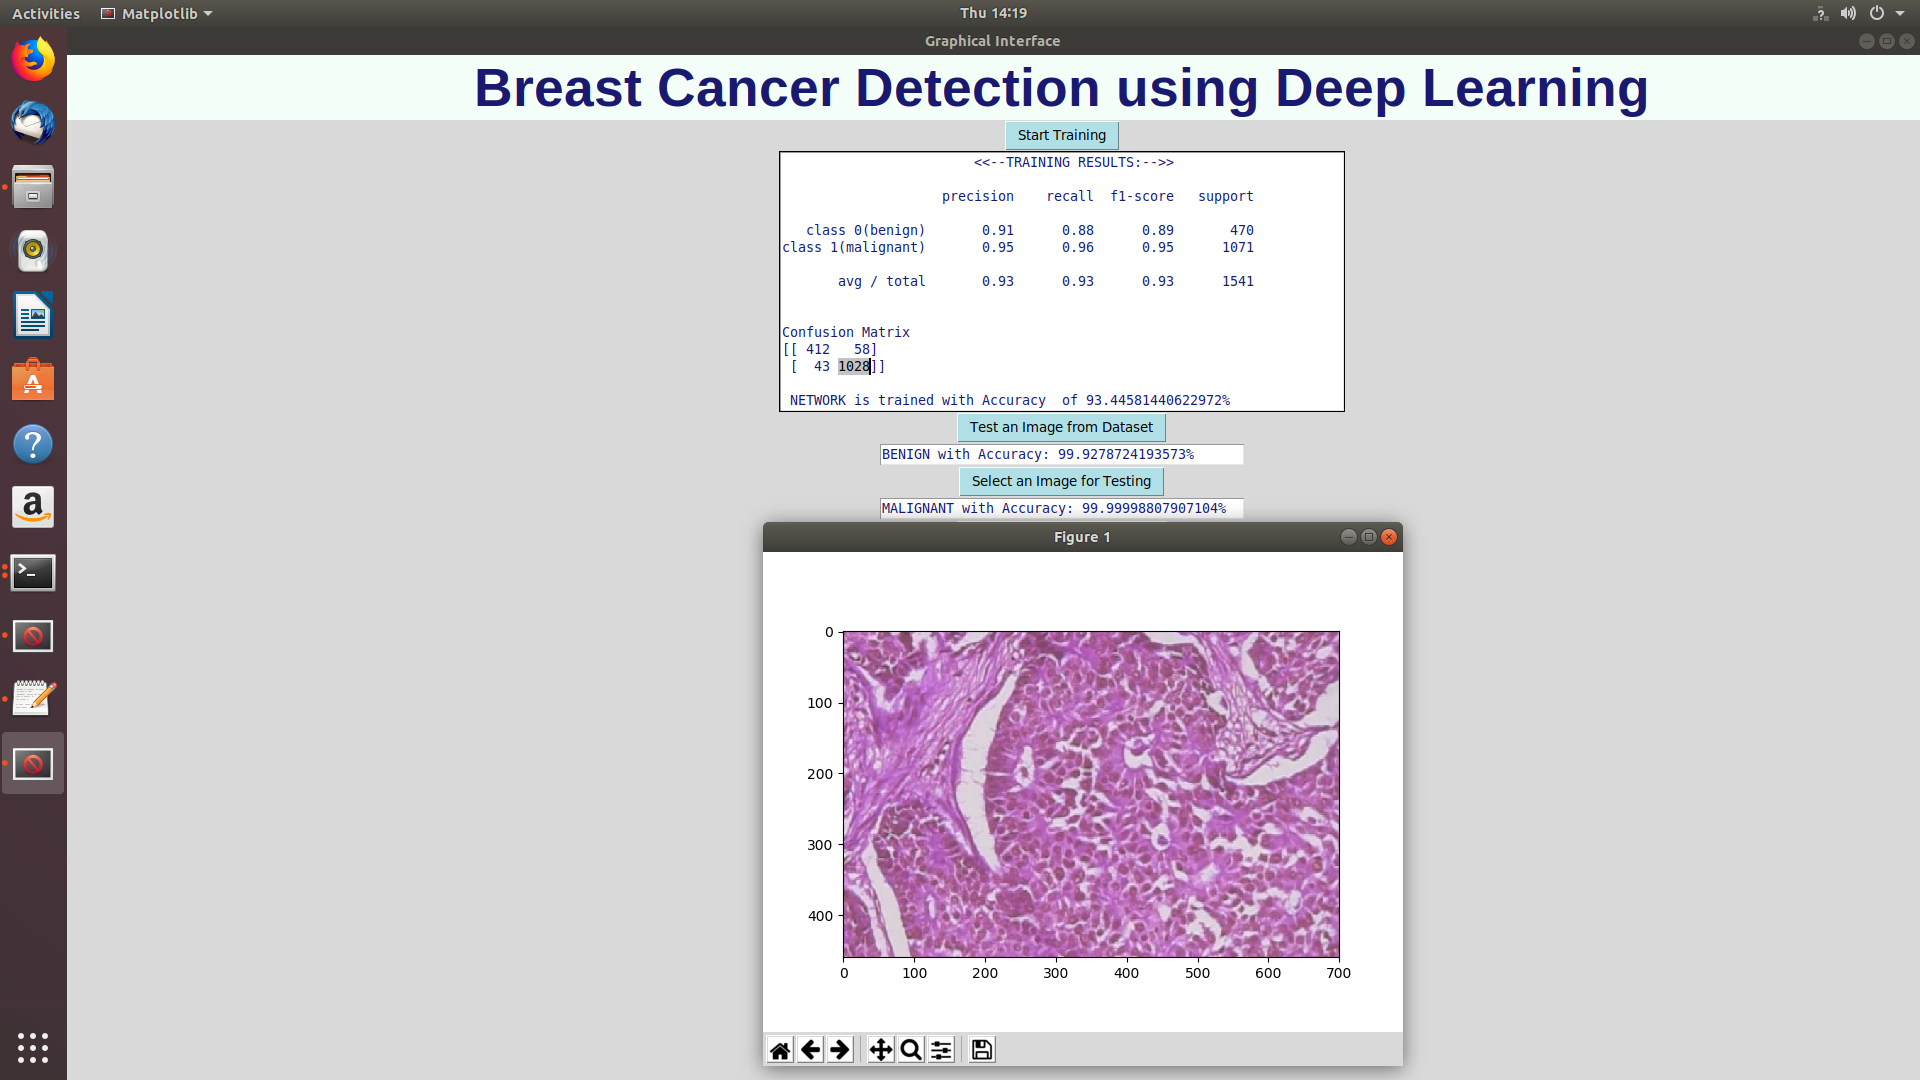 Activities Matplotlib Thu 14:19
Graphical Interface
Breast Cancer Detection using Deep Learning
Start Training
<<--TRAINING RESULTS:-->>
precision recall f1-score support
class 0(benign) 0.91 0.88 0.89 470
class 1(malignant) 0.95 0.96 0.95 1071
avg / total 0.93 0.93 0.93 1541
Confusion Matrix
[[ 412 58]
[ 43 1028]]
NETWORK is trained with Accuracy of 93.44581440622972%
Test an Image from Dataset
BENIGN with Accuracy: 99.9278724193573%
Select an Image for Testing
MALIGNANT with Accuracy: 99.99998807907104%
Figure 1
0
100
200
300
400
0 100 200 300 400 500 600 700